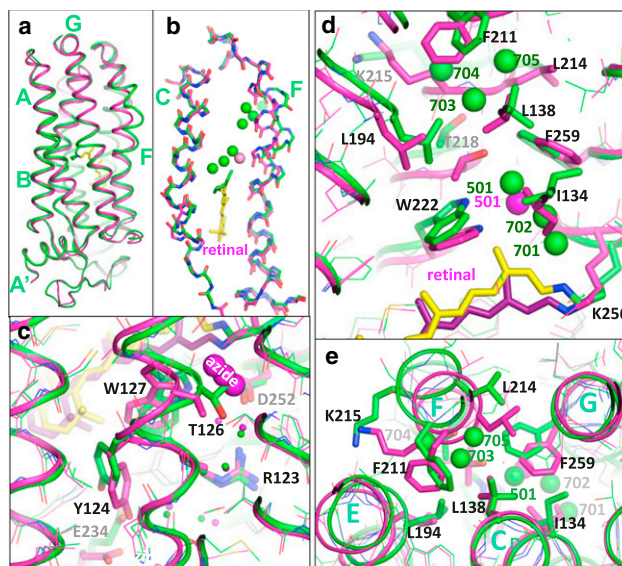 a
G
A
F
B
A'
b
C
F
retinal
c
azide
W127
D252
T126
R123
Y124
E234
d
F211
K215
704
705
L214
703
L138
L194
T218
F259
501
501
I134
W222
702
701
retinal
K256
e
L214
K215
F
G
704
705
703
F211
F259
501
702
E
L138
701
L194
C
I134